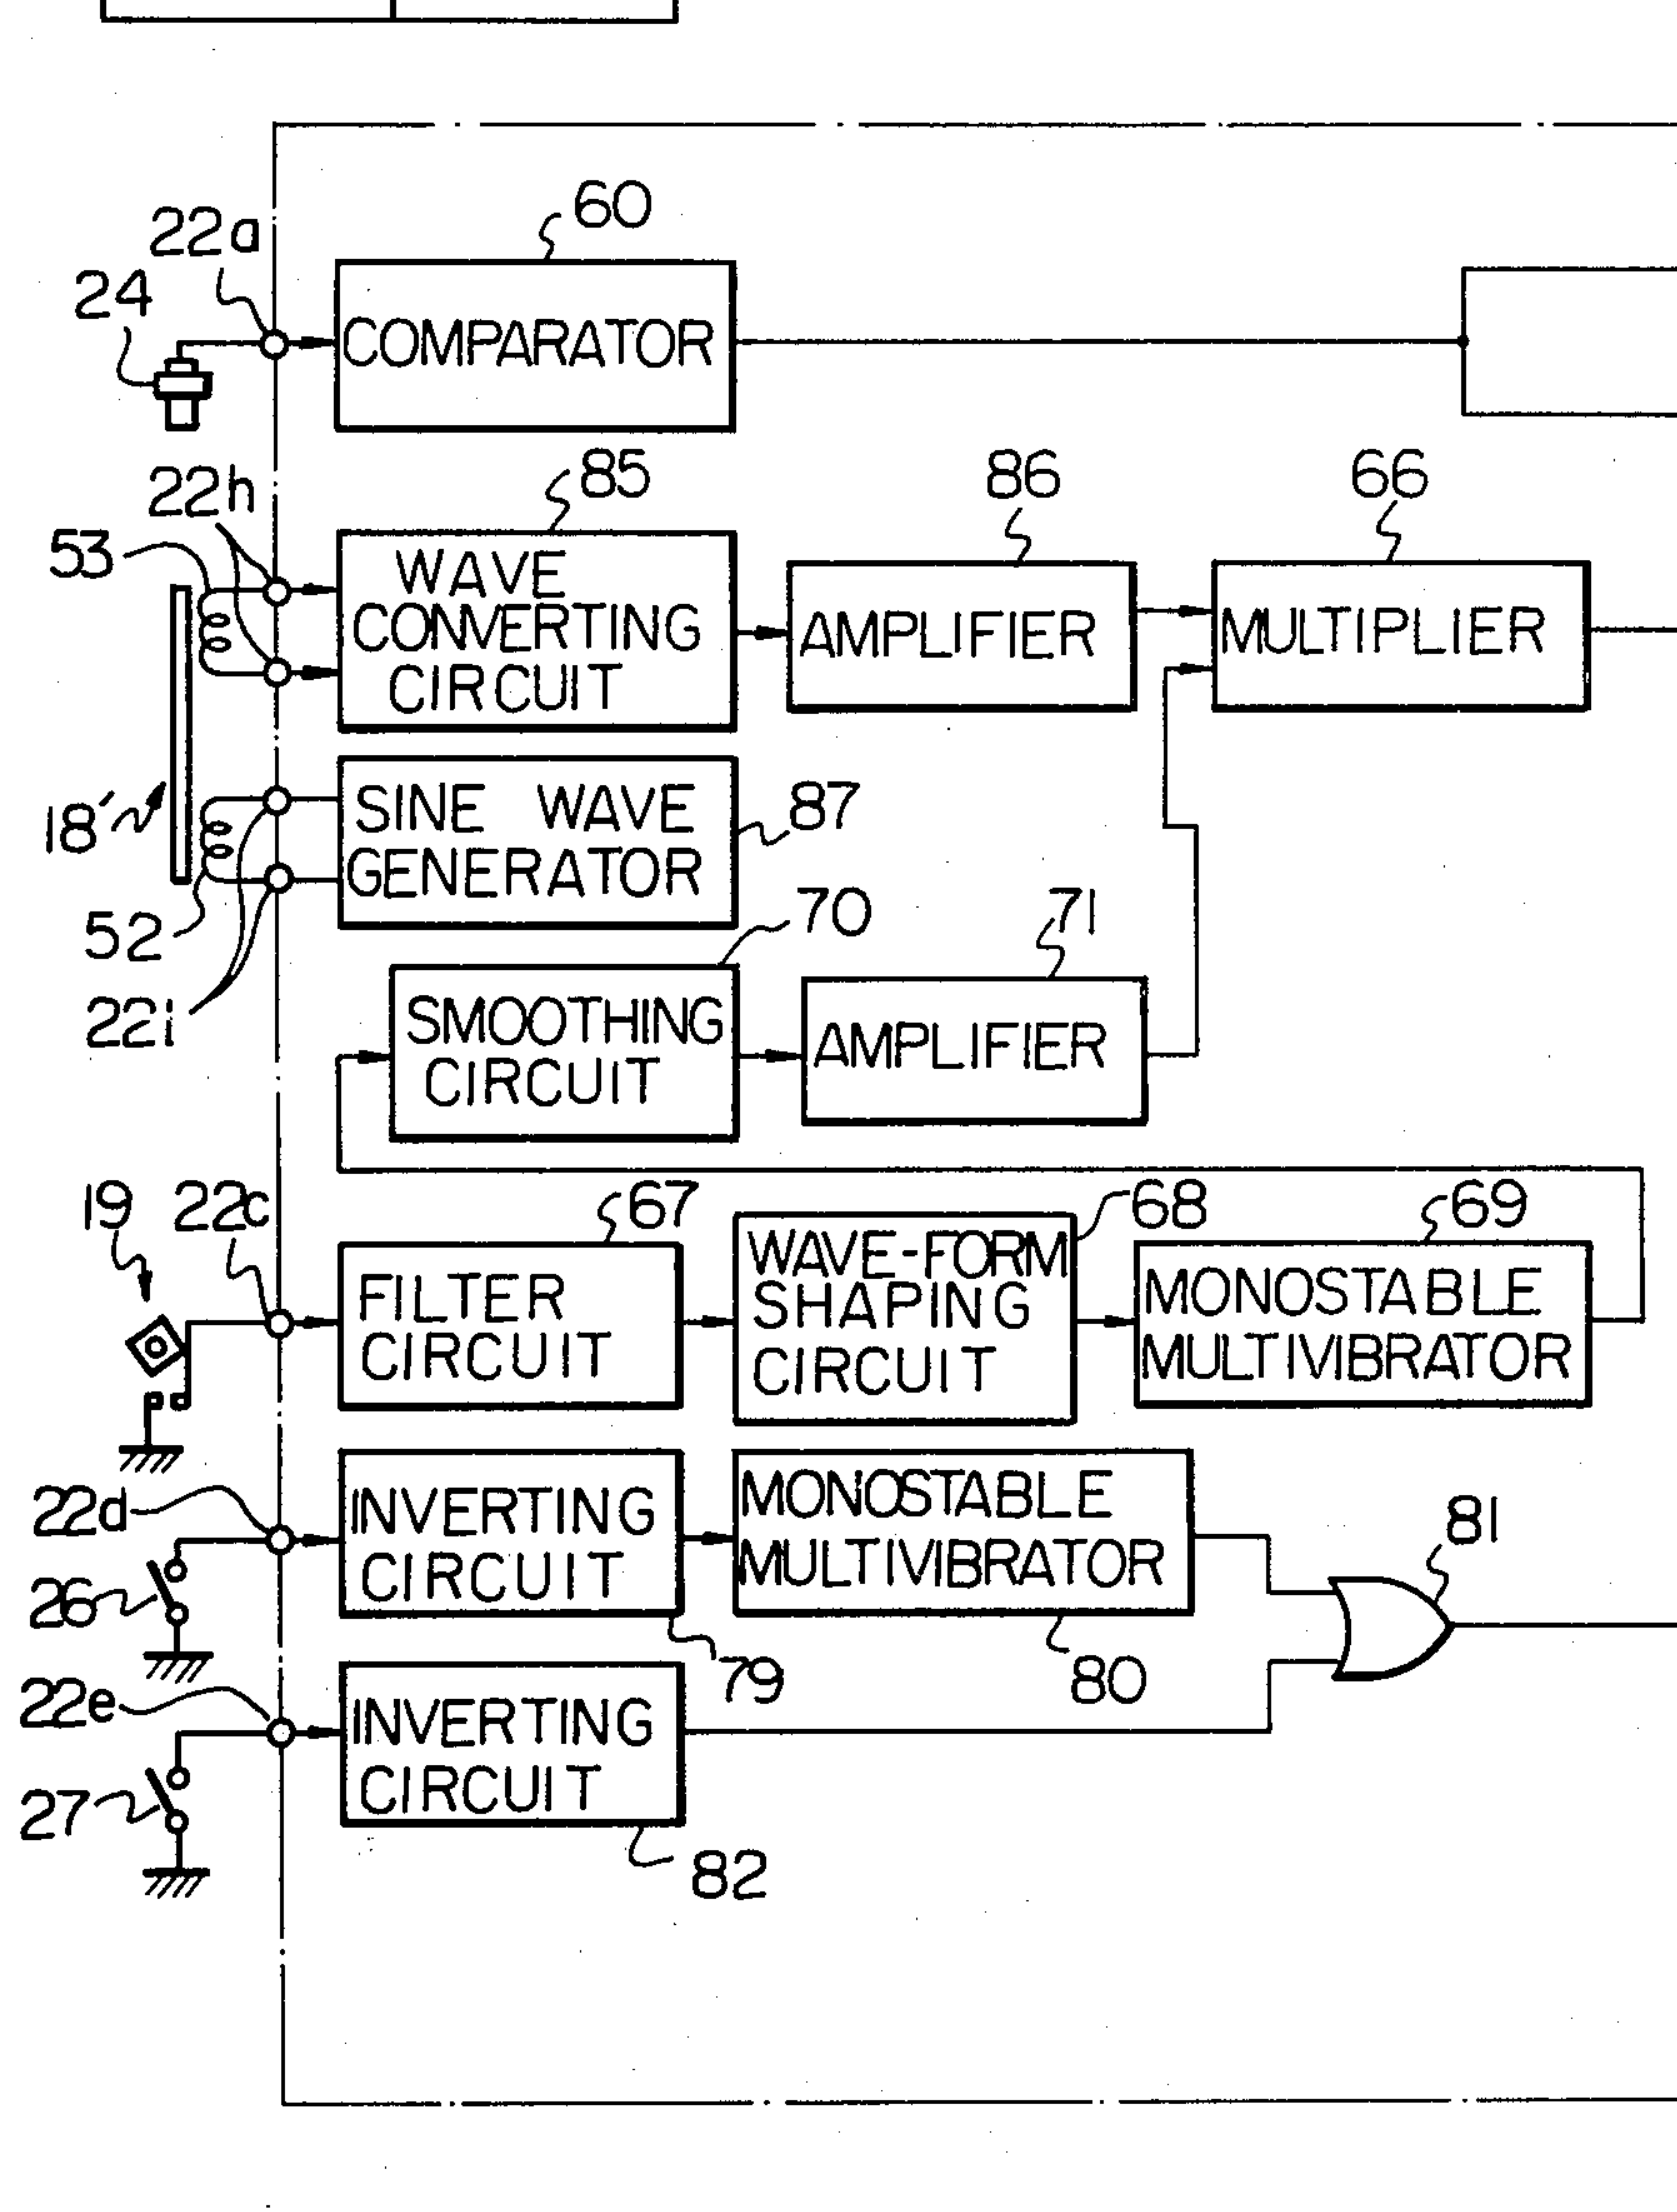 60
22a
24
COMPARATOR
85
86
66
22h
53
WAVE
CONVERTING
CIRCUIT
AMPLIFIER
MULTIPLIER
18′
SINE WAVE
GENERATOR
87
52
22i
70
71
SMOOTHING
CIRCUIT
AMPLIFIER
19
22c
67
68
69
FILTER
CIRCUIT
WAVE-FORM
SHAPING
CIRCUIT
MONOSTABLE
MULTIVIBRATOR
22d
26
INVERTING
CIRCUIT
MONOSTABLE
MULTIVIBRATOR
81
79
80
22e
27
INVERTING
CIRCUIT
82